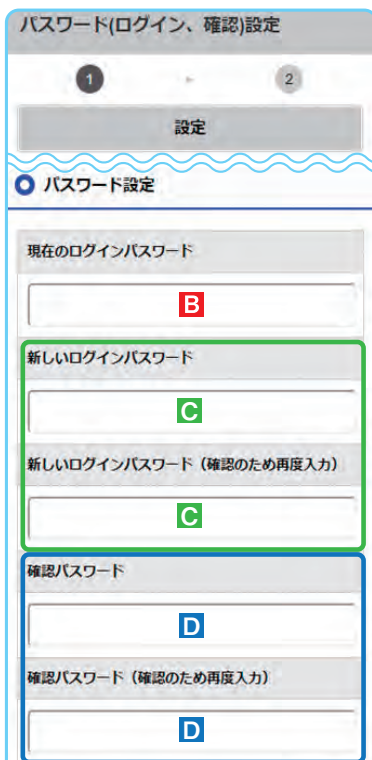 パスワード(ログイン、確認)設定
1 2
設定
パスワード設定
現在のログインパスワード
B
新しいログインパスワード
C
新しいログインパスワード（確認のため再度入力）
C
確認パスワード
D
確認パスワード（確認のため再度入力）
D